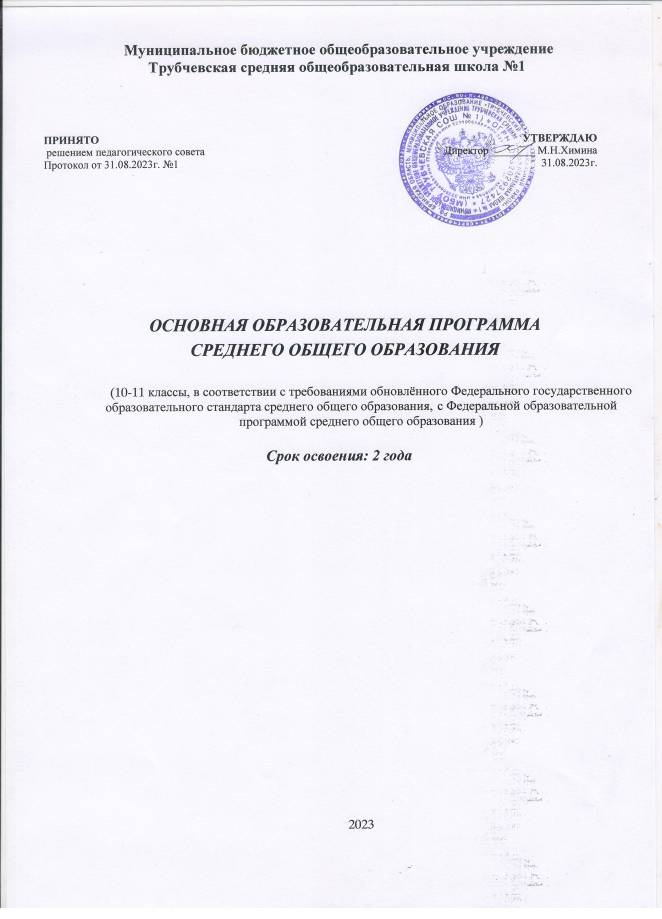 Муниципальное бюджетное общеобразовательное учреждение
Трубчевская средняя общеобразовательная школа №1
ПРИНЯТО
решением педагогического совета
Протокол от 31.08.2023г. №1
УТВЕРЖДАЮ
Директор М.Н.Химина
31.08.2023г.
ОСНОВНАЯ ОБРАЗОВАТЕЛЬНАЯ ПРОГРАММА
СРЕДНЕГО ОБЩЕГО ОБРАЗОВАНИЯ
(10-11 классы, в соответствии с требованиями обновлённого Федерального государственного
образовательного стандарта среднего общего образования, с Федеральной образовательной
программой среднего общего образования )
Срок освоения: 2 года
2023